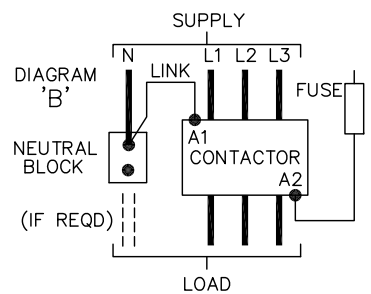 SUPPLY
N L1 L2 L3
DIAGRAM
'B'
LINK
FUSE
A1
NEUTRAL
BLOCK
CONTACTOR
A2
(IF REQD)
LOAD